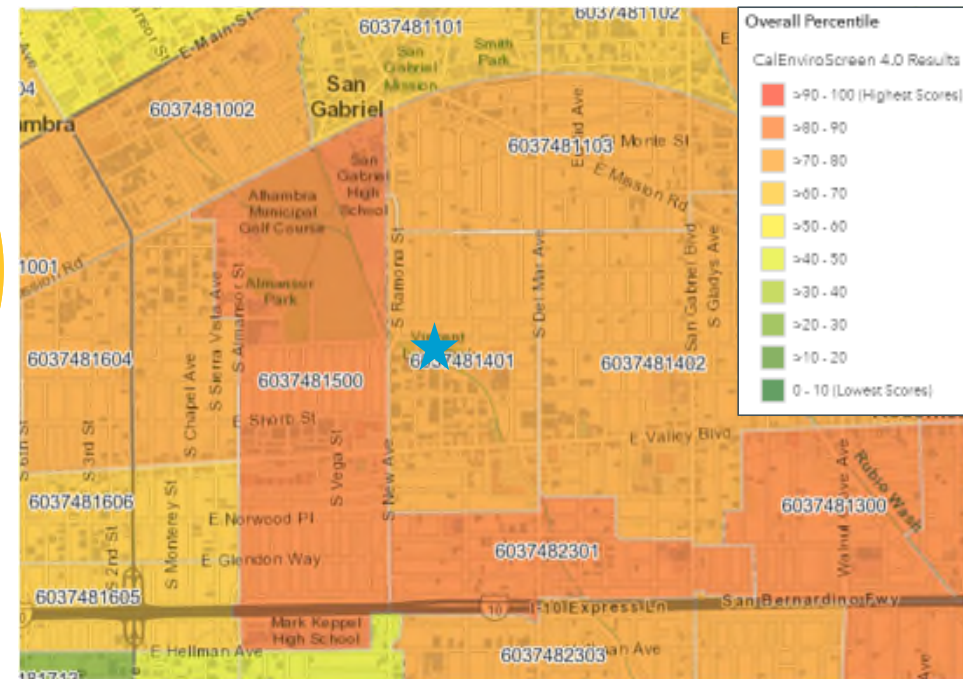 E Main St
6037481101
6037481102
San
Gabriel
Mission
Smith
Park
San
Gabriel
6037481002
6037481103
El Monte St
E Mission Rd
San
Gabriel
High
School
Alhambra
Municipal
Golf Course
Almansor
Park
S Ramona St
S Del Mar Ave
San Gabriel Blvd
S Gladys Ave
S Sierra Vista Ave
S Almansor St
S Chapel Ave
6037481604
6037481500
6037481401
6037481402
E Shorb St
E Valley Blvd
S 6th St
S 3rd St
S Vega St
S New Ave
6037481606
E Norwood Pl
E Glendon Way
S 2nd St
S Monterey St
6037481605
6037482301
6037481300
Walnut
Rubio Wash
10
I-10 Express Ln
San Bernardino Fwy
Mark Keppel
High School
E Hellman Ave
6037482303
Overall Percentile
CalEnviroScreen 4.0 Results
>90 - 100 (Highest Scores)
>80 - 90
>70 - 80
>60 - 70
>50 - 60
>40 - 50
>30 - 40
>20 - 30
>10 - 20
0 - 10 (Lowest Scores)